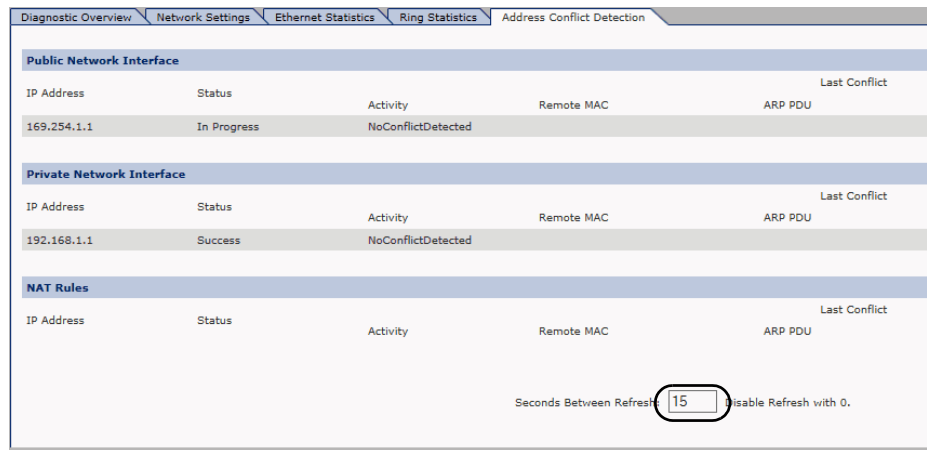 Diagnostic Overview Network Settings Ethernet Statistics Ring Statistics Address Conflict Detection
Public Network Interface
Last Conflict
IP Address Status
Activity Remote MAC ARP PDU
169.254.1.1 In Progress NoConflictDetected
Private Network Interface
Last Conflict
IP Address Status
Activity Remote MAC ARP PDU
192.168.1.1 Success NoConflictDetected
NAT Rules
Last Conflict
IP Address Status
Activity Remote MAC ARP PDU
Seconds Between Refresh: 15 Disable Refresh with 0.